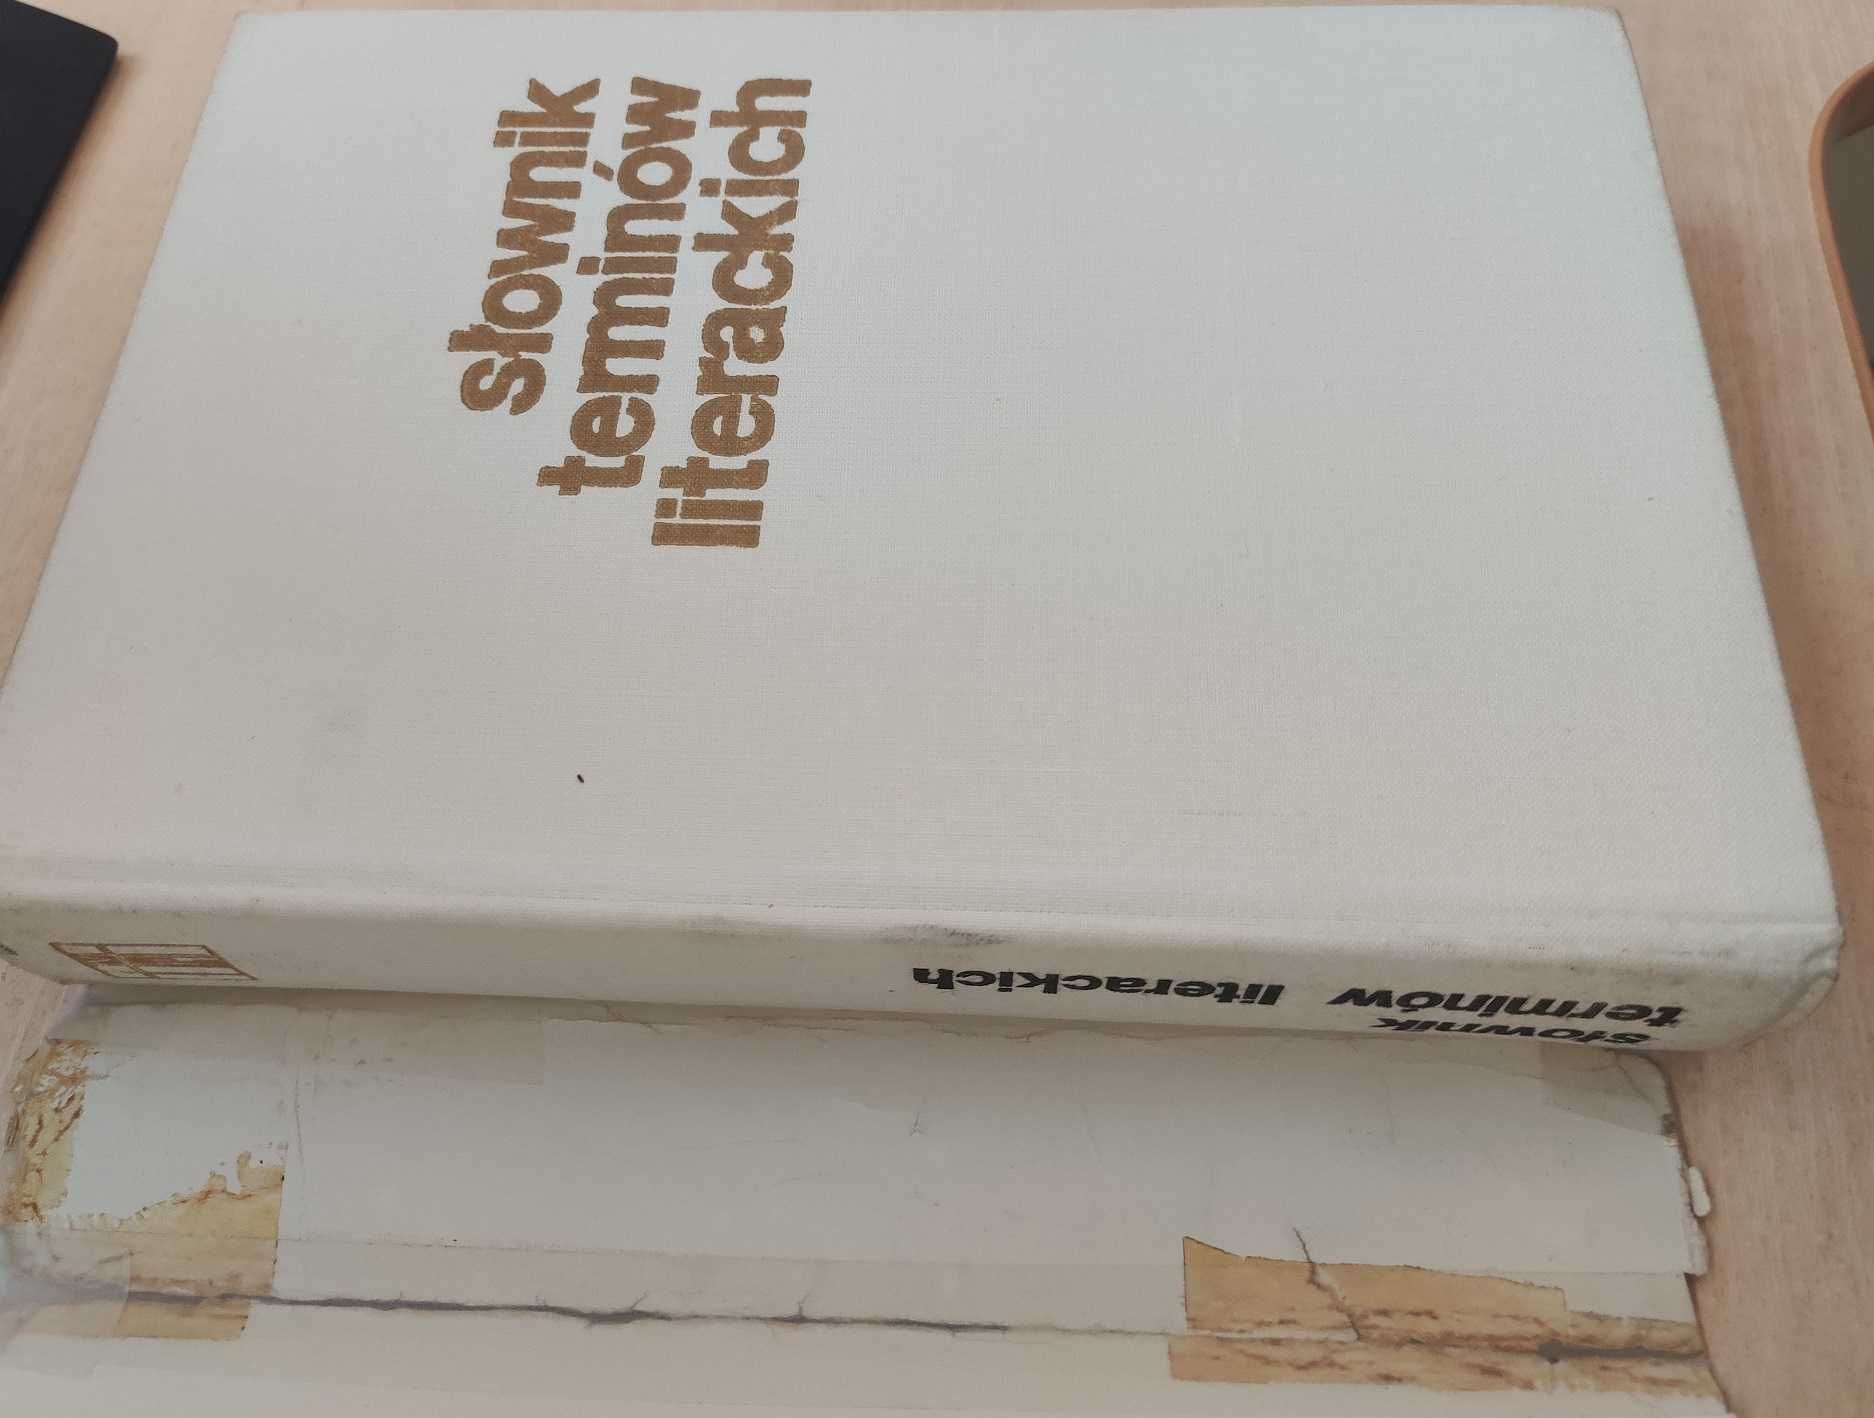 słownik
terminów
literackich
słownik
terminów literackich